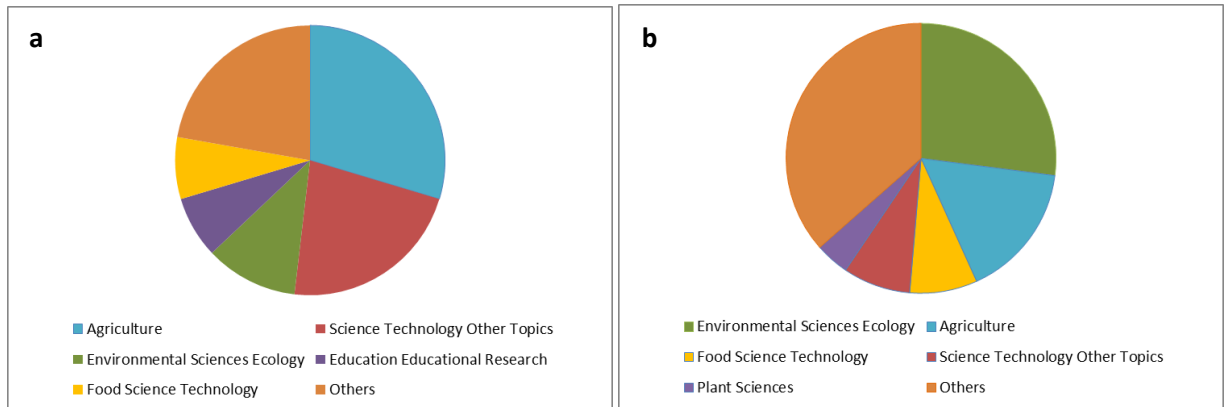 a
Agriculture
Science Technology Other Topics
Environmental Sciences Ecology
Education Educational Research
Food Science Technology
Others
b
Environmental Sciences Ecology
Agriculture
Food Science Technology
Science Technology Other Topics
Plant Sciences
Others